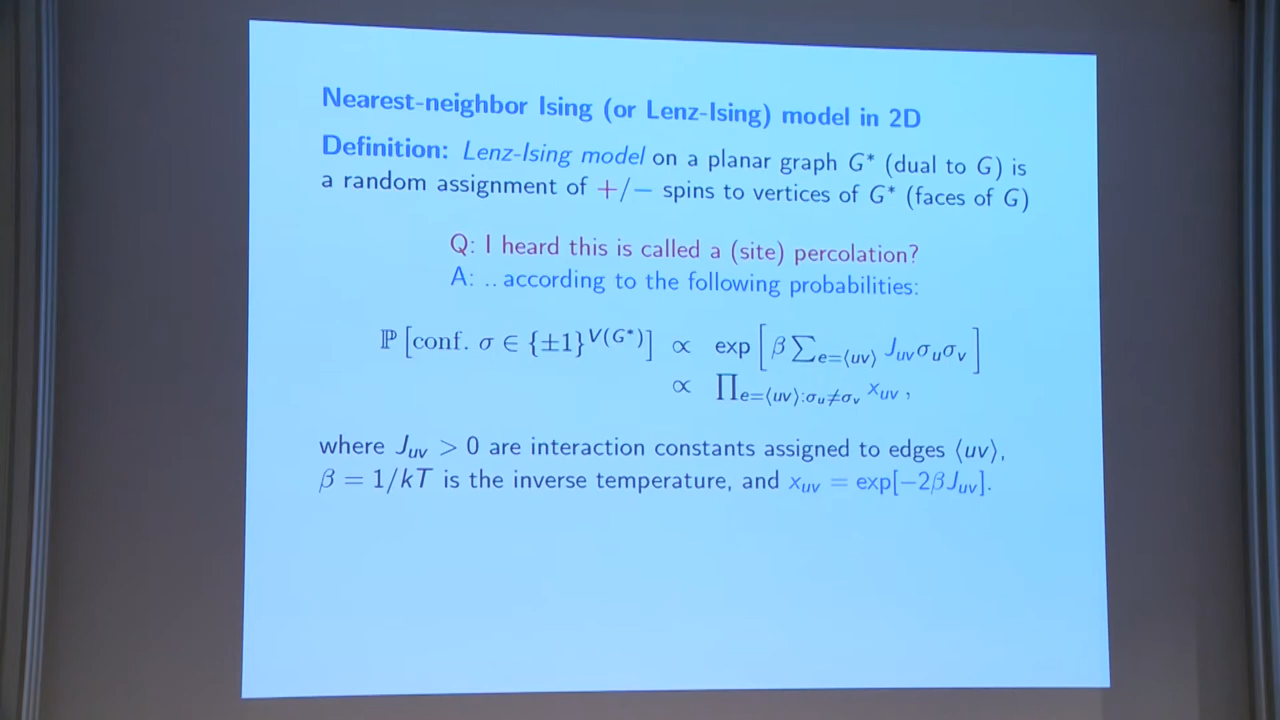 Nearest-neighbor Ising (or Lenz-Ising) model in 2D
Definition: Lenz-Ising model on a planar graph G* (dual to G) is
a random assignment of +/− spins to vertices of G* (faces of G)
Q: I heard this is called a (site) percolation?
A: .. according to the following probabilities:
ℙ [conf. σ ∈ {±1}^{V(G*)}] ∝ exp [β ∑_{e=⟨uv⟩} J_{uv}σ_uσ_v]
∝ ∏_{e=⟨uv⟩:σ_u≠σ_v} x_{uv} ,
where J_{uv} > 0 are interaction constants assigned to edges ⟨uv⟩,
β = 1/kT is the inverse temperature, and x_{uv} = exp[−2βJ_{uv}].